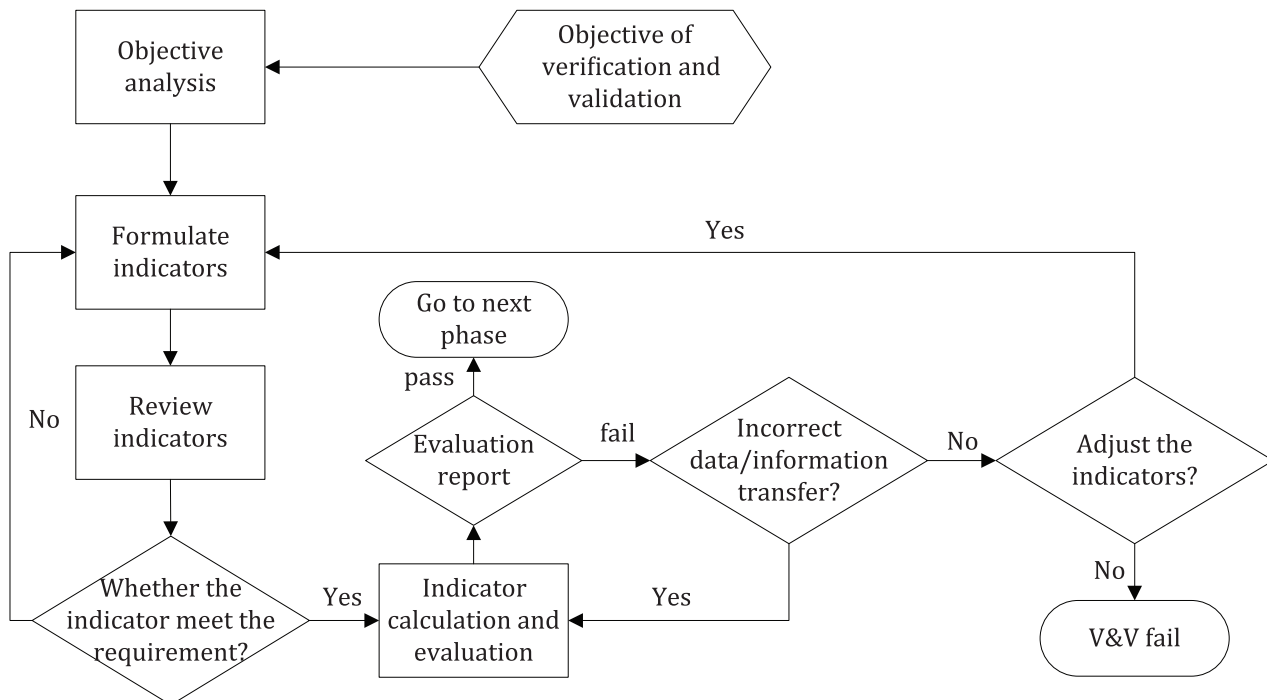 Objective
analysis
Objective of
verification and
validation
Formulate
indicators
Yes
Go to next
phase
pass
No
Review
indicators
Evaluation
report
fail
Incorrect
data/information
transfer?
No
Adjust the
indicators?
Whether the
indicator meet the
requirement?
Yes
Indicator
calculation and
evaluation
Yes
No
V&V fail